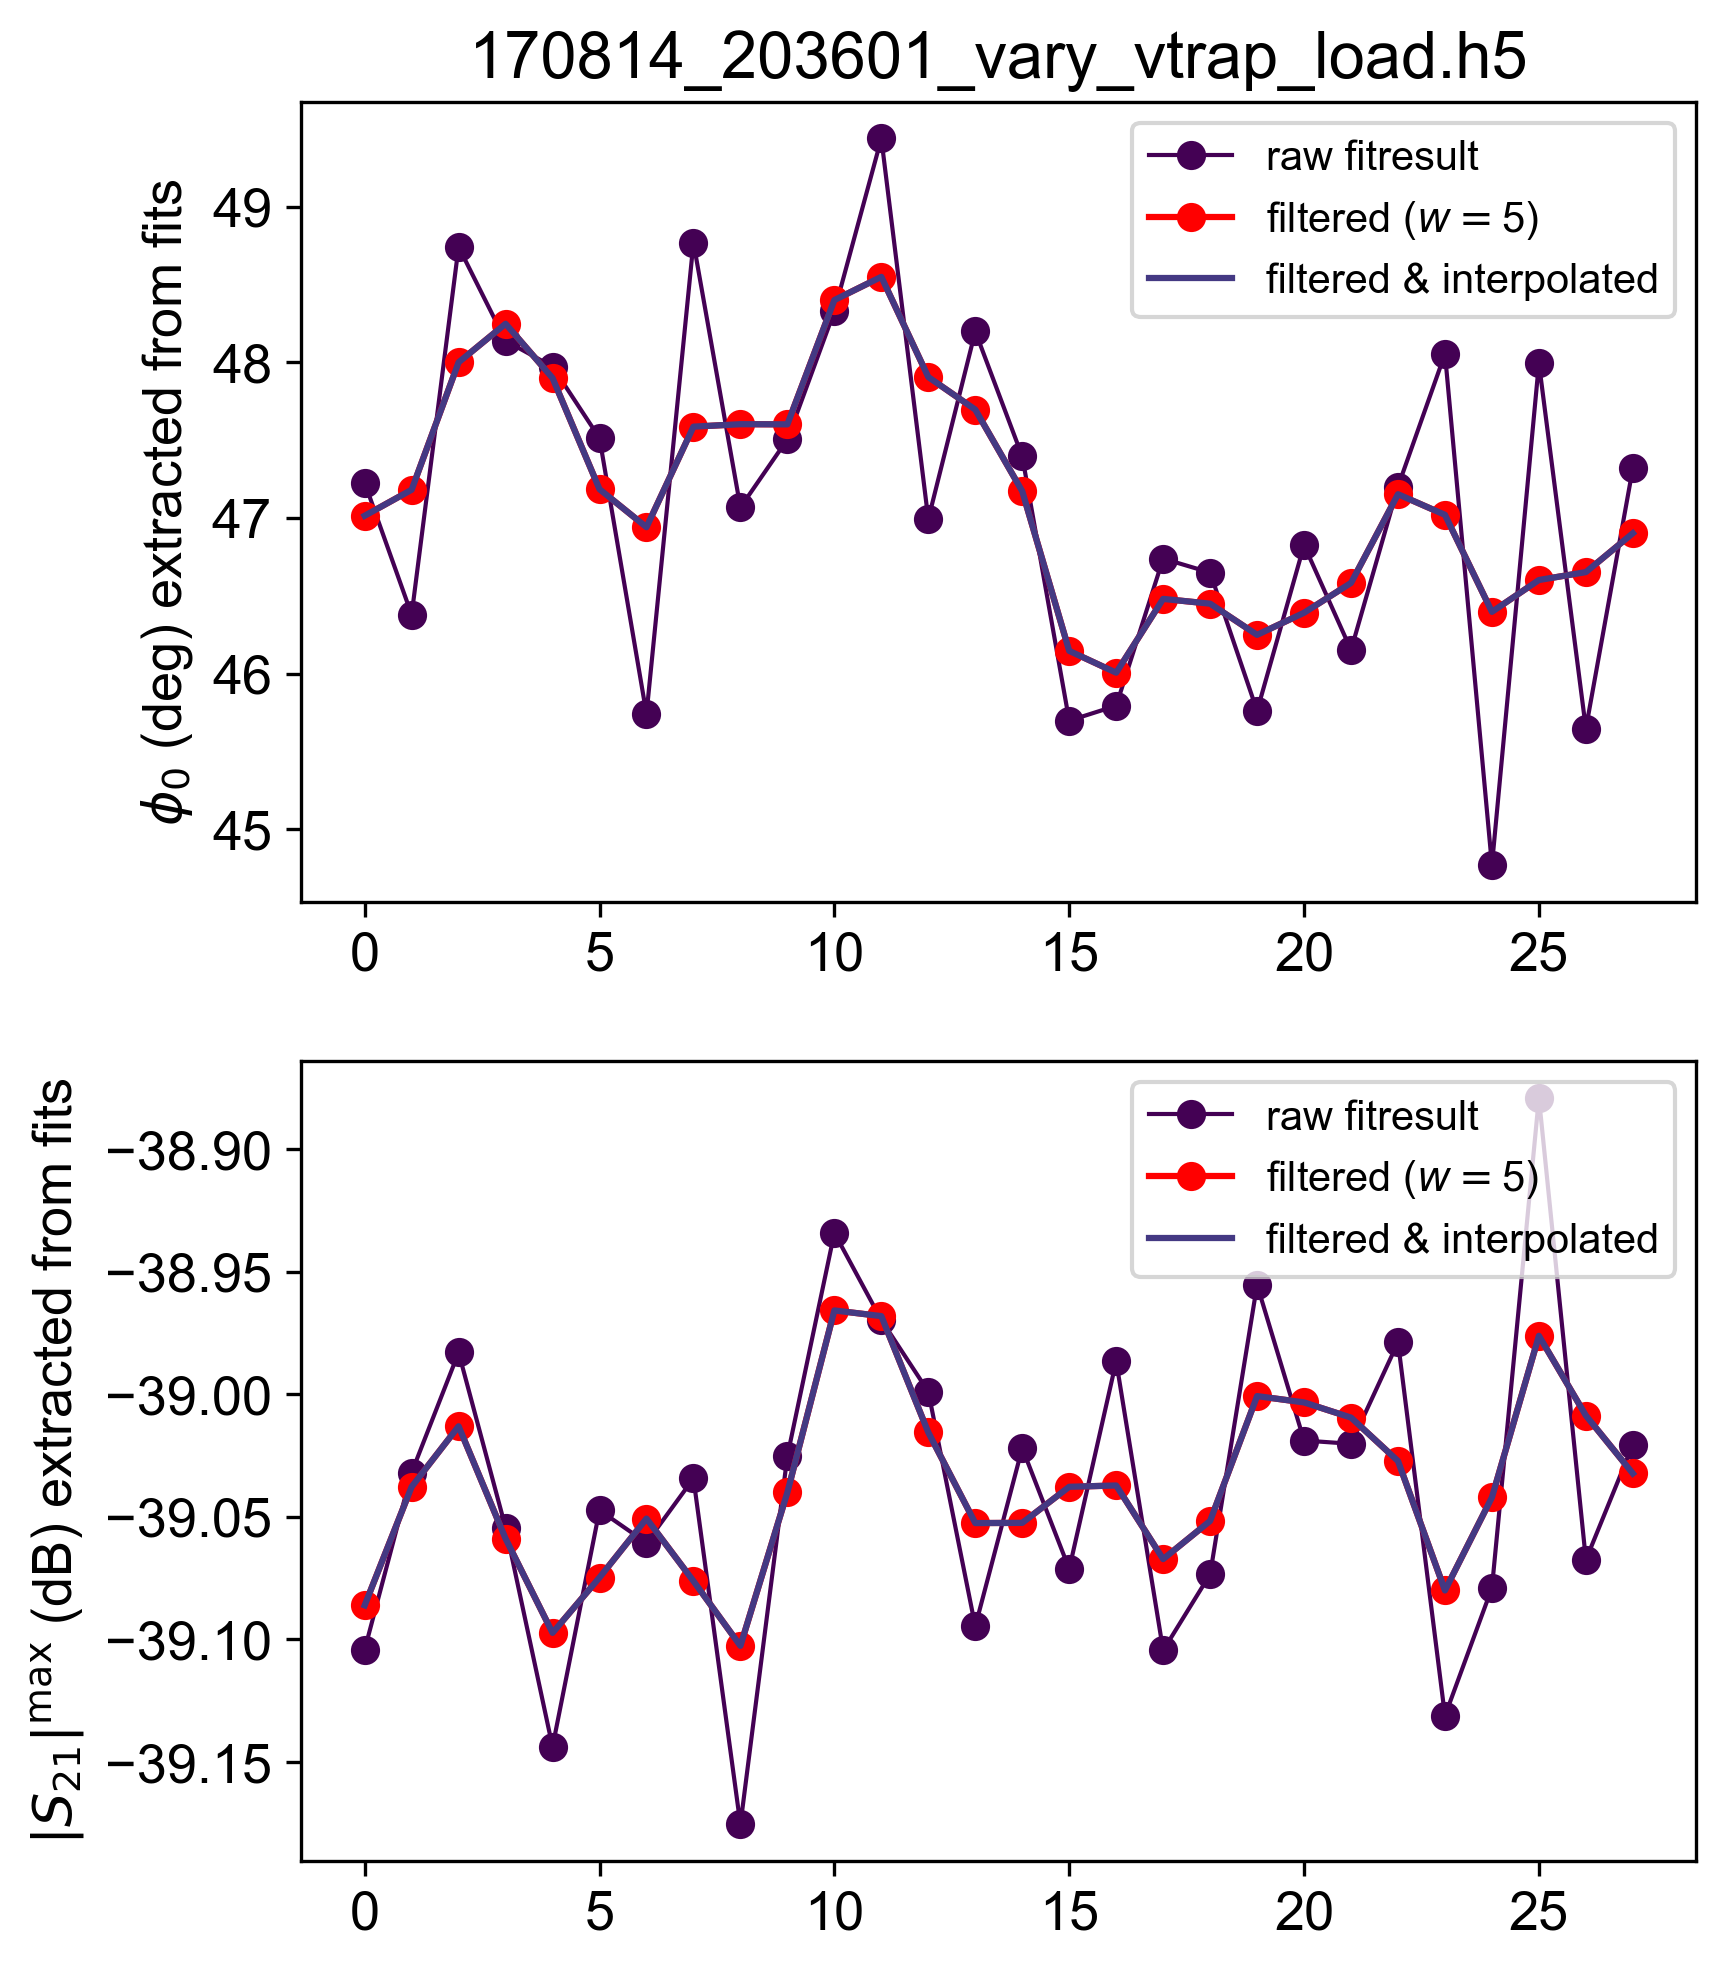 170814_203601_vary_vtrap_load.h5
ϕ₀ (deg) extracted from fits
49
48
47
46
45
raw fitresult
filtered (w = 5)
filtered & interpolated
0 5 10 15 20 25
|S₂₁|ᵐᵃˣ (dB) extracted from fits
−38.90
−38.95
−39.00
−39.05
−39.10
−39.15
raw fitresult
filtered (w = 5)
filtered & interpolated
0 5 10 15 20 25